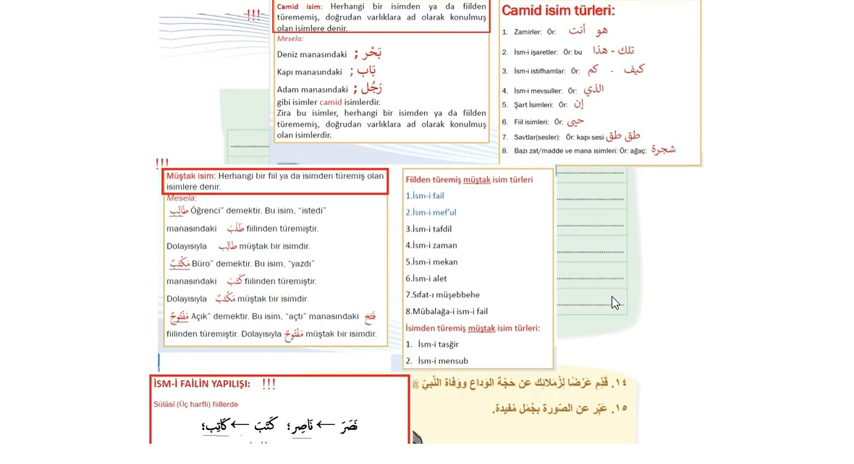 !!!
Camid isim: Herhangi bir isimden ya da fiilden
türememiş, doğrudan varlıklara ad olarak konulmuş
olan isimlere denir.
Mesela:
Deniz manasındaki ; بَحْر
Kapı manasındaki ; بَاب
Adam manasındaki ; رَجُل
gibi isimler camid isimlerdir.
Zira bu isimler, herhangi bir isimden ya da fiilden
türememiş, doğrudan varlıklara ad olarak konulmuş
olan isimlerdir.
Camid isim türleri:
1. Zamirler: Ör: هو أنت
2. İsm-i işaretler: Ör: bu تلك - هذا
3. İsm-i istifhamlar: Ör: كيف - كم
4. İsm-i mevsuller: Ör: الذي
5. Şart İsimleri: Ör: إن
6. Fiil isimleri: Ör:
7. Savtlar(sesler): Ör: kapı sesi طق طق
8. Bazı zat/madde ve mana isimleri: Ör: ağaç: شجرة
!!!
Müştak isim: Herhangi bir fiil ya da isimden türemiş olan
isimlere denir.
Mesela:
طَالِب Öğrenci” demektir. Bu isim, “istedi”
manasındaki طَلَبَ fiilinden türemiştir.
Dolayısıyla طَالِب müştak bir isimdir.
مَكْتَبٌ Büro” demektir. Bu isim, “yazdı”
manasındaki كَتَبَ fiilinden türemiştir.
Dolayısıyla مَكْتَبٌ müştak bir isimdir.
مَفْتُوحٌ Açık” demektir. Bu isim, “açtı” manasındaki فَتَحَ
fiilinden türemiştir. Dolayısıyla مَفْتُوحٌ müştak bir isimdir.
Fiilden türemiş müştak isim türleri
1.İsm-i fail
2.İsm-i mef’ul
3.İsm-i tafdil
4.İsm-i zaman
5.İsm-i mekan
6.İsm-i alet
7.Sıfat-ı müşebbehe
8.Mübalağa-i ism-i fail
İsimden türemiş müştak isim türleri:
1. İsm-i tasğir
2. İsm-i mensub
İSM-İ FAİLİN YAPILIŞI: !!!
Sülâsî (Üç harfli) fiillerde
نَصَرَ ← نَاصِر؛ كَتَبَ ← كَاتِب؛
١٤. قَدِّم عَرْضًا لِزُمَلائِكَ عن حَجّة الوَداع ووَفاة النَّبيّ ﷺ
١٥. عَبِّر عن الصّورة بجُمَل مُفيدة.